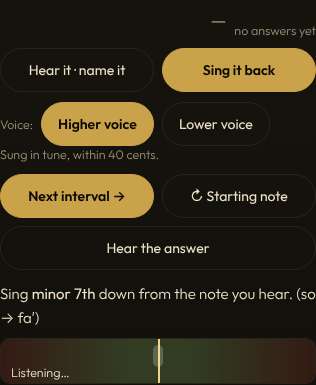 —
no answers yet
Hear it · name it
Sing it back
Voice:
Higher voice
Lower voice
Sung in tune, within 40 cents.
Next interval →
↻ Starting note
Hear the answer
Sing minor 7th down from the note you hear. (so
→ fa′)
Listening…